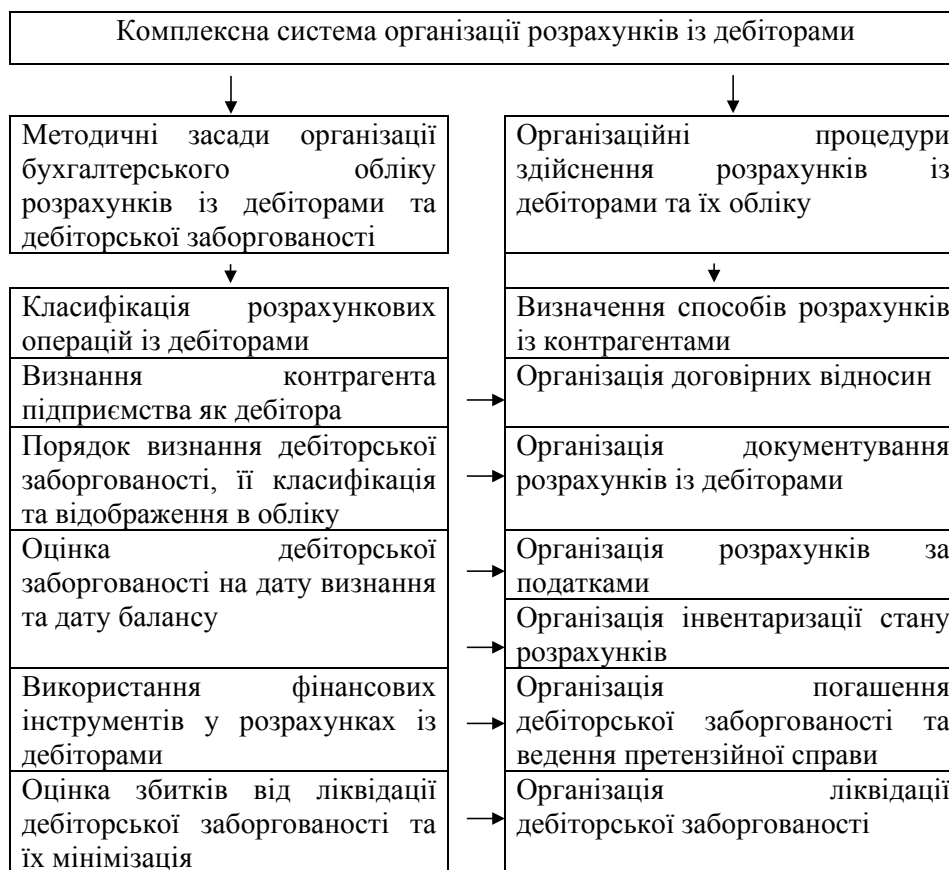 Комплексна система організації розрахунків із дебіторами
Методичні засади організації
бухгалтерського обліку
розрахунків із дебіторами та
дебіторської заборгованості
Організаційні процедури
здійснення розрахунків із
дебіторами та їх обліку
Класифікація розрахункових
операцій із дебіторами
Визнання контрагента
підприємства як дебітора
Порядок визнання дебіторської
заборгованості, її класифікація
та відображення в обліку
Оцінка дебіторської
заборгованості на дату визнання
та дату балансу
Використання фінансових
інструментів у розрахунках із
дебіторами
Оцінка збитків від ліквідації
дебіторської заборгованості та
їх мінімізація
Визначення способів розрахунків
із контрагентами
Організація договірних відносин
Організація документування
розрахунків із дебіторами
Організація розрахунків за
податками
Організація інвентаризації стану
розрахунків
Організація погашення
дебіторської заборгованості та
ведення претензійної справи
Організація ліквідації
дебіторської заборгованості